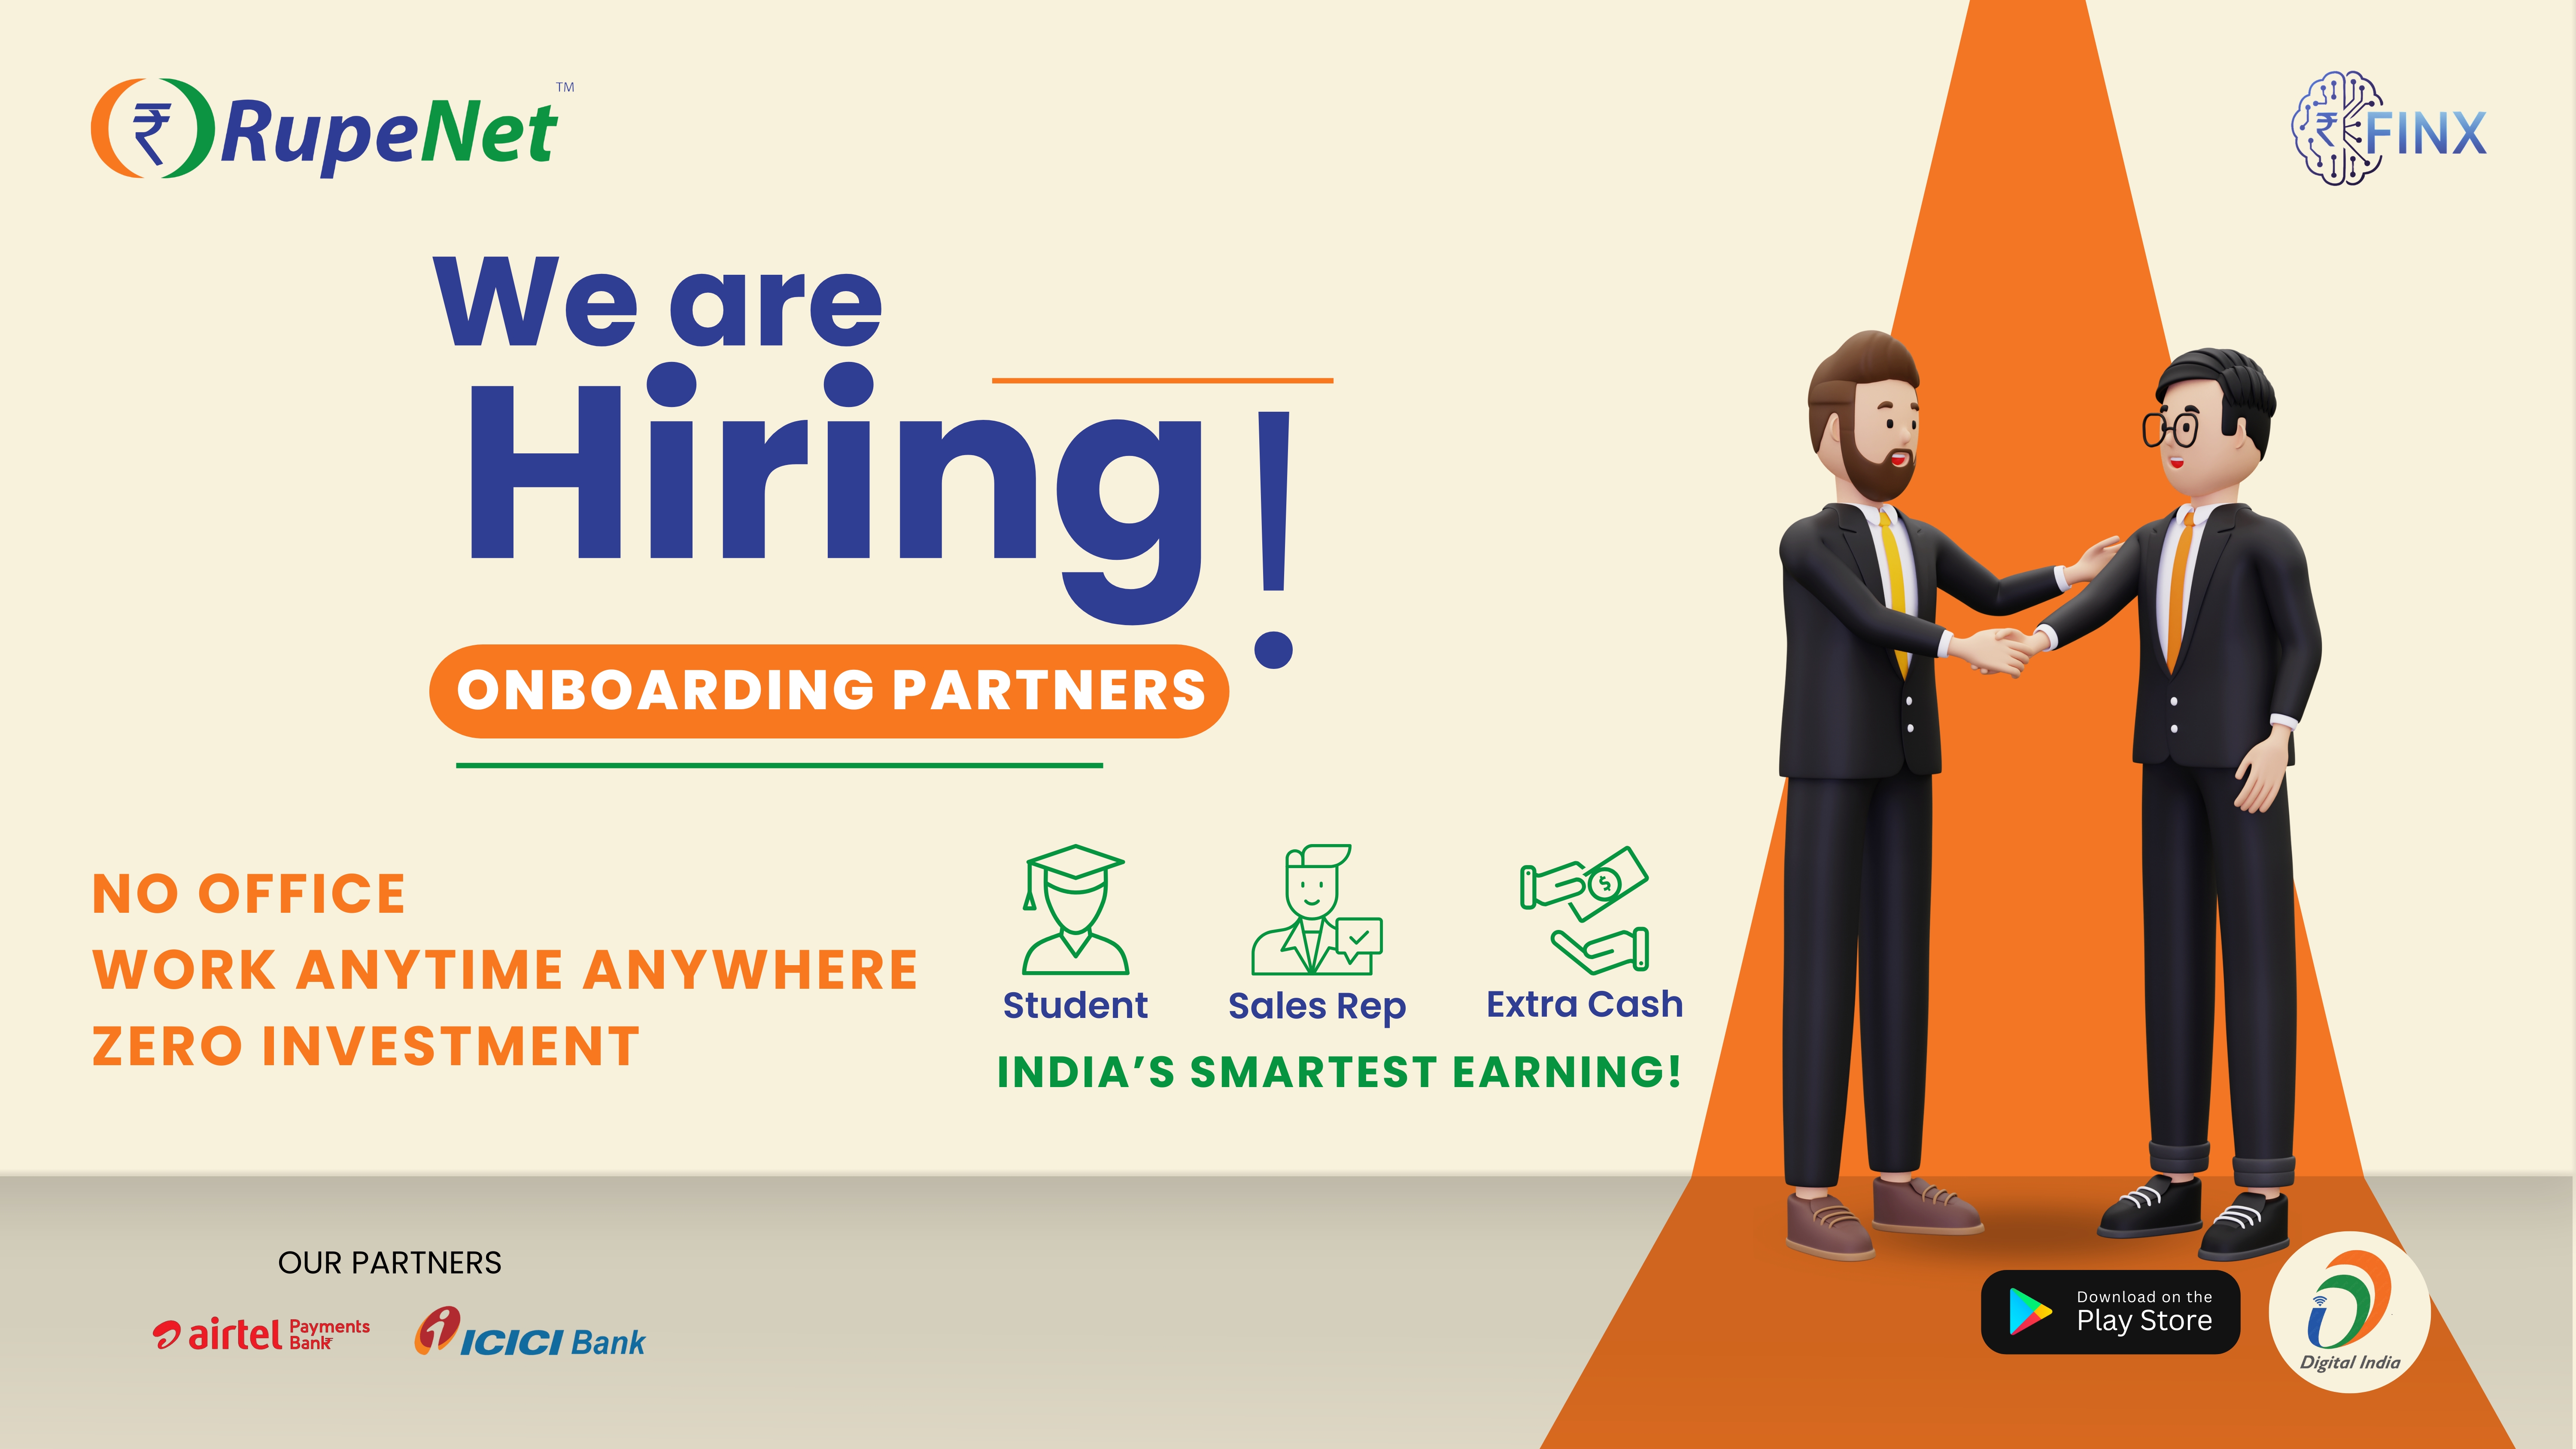 ₹ RupeNet™
₹ FINX
We are
Hiring!
ONBOARDING PARTNERS
NO OFFICE
WORK ANYTIME ANYWHERE
ZERO INVESTMENT
$
Student
Sales Rep
Extra Cash
INDIA’S SMARTEST EARNING!
OUR PARTNERS
airtel Payments
Bank
ICICI Bank
Download on the
Play Store
Digital India